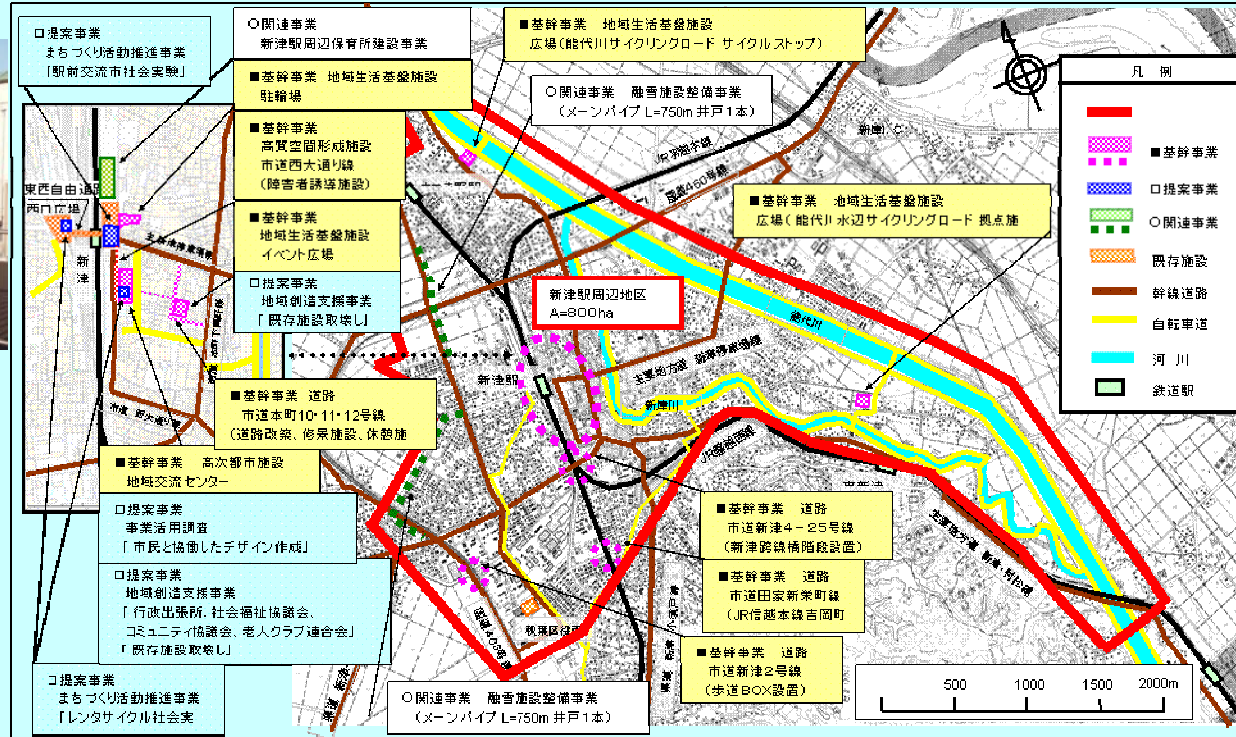 □提案事業
まちづくり活動推進事業
「駅前交流市社会実験」
○関連事業
新津駅周辺保育所建設事業
■基幹事業 地域生活基盤施設
駐輪場
■基幹事業
高質空間形成施設
市道西大通り線
(障害者誘導施設)
■基幹事業
地域生活基盤施設
イベント広場
□提案事業
地域創造支援事業
「既存施設取壊し」
■基幹事業 地域生活基盤施設
広場(能代川サイクリングロード サイクルストップ)
○関連事業 融雪施設整備事業
(メーンパイプ L=750m 井戸1本)
■基幹事業 地域生活基盤施設
広場(能代川水辺サイクリングロード 拠点施
凡 例
■基幹事業
□提案事業
○関連事業
既存施設
幹線道路
自転車道
河 川
鉄道駅
東西自由通路
西口広場
新津
新津駅周辺地区
A=800ha
新津駅
能代川
新津川
国道460号線
■基幹事業 道路
市道本町10・11・12号線
(道路改築、修景施設、休憩施
■基幹事業 高次都市施設
地域交流センター
□提案事業
事業活用調査
「市民と協働したデザイン作成」
□提案事業
地域創造支援事業
「行政出張所、社会福祉協議会、
コミュニティ協議会、老人クラブ連合会」
「既存施設取壊し」
□提案事業
まちづくり活動推進事業
「レンタサイクル社会実
○関連事業 融雪施設整備事業
(メーンパイプ L=750m 井戸1本)
■基幹事業 道路
市道新津4-25号線
(新津跨線橋階段設置)
■基幹事業 道路
市道田家新栄町線
(JR信越本線吉岡町
■基幹事業 道路
市道新津2号線
(歩道BOX設置)
国道403号線
500 1000 1500 2000m